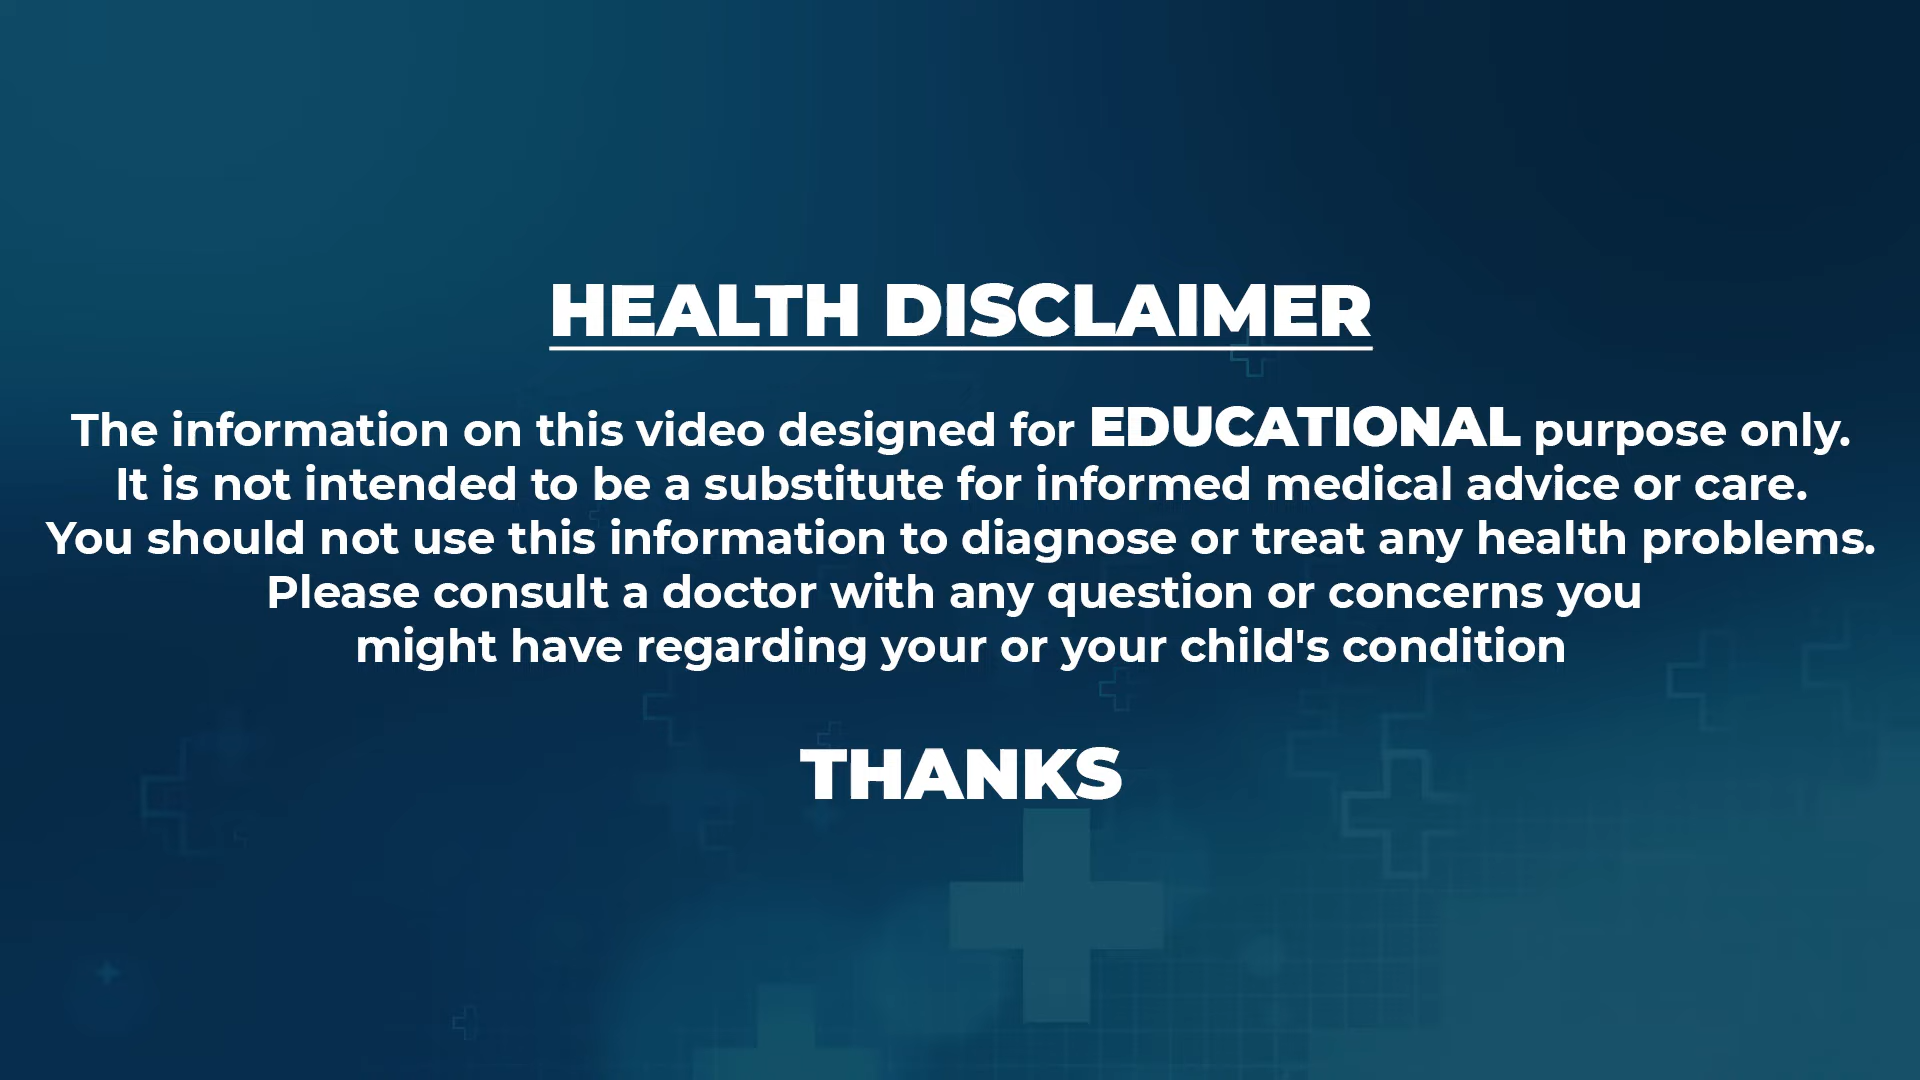 HEALTH DISCLAIMER
The information on this video designed for EDUCATIONAL purpose only.
It is not intended to be a substitute for informed medical advice or care.
You should not use this information to diagnose or treat any health problems.
Please consult a doctor with any question or concerns you
might have regarding your or your child's condition
THANKS